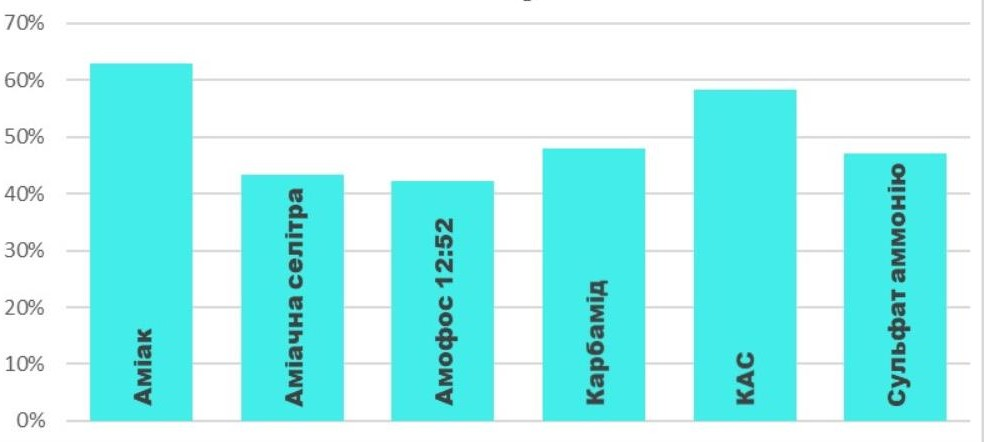 70%
60%
50%
40%
30%
20%
10%
0%
Аміак
Аміачна селітра
Амофос 12:52
Карбамід
КАС
Сульфат аммонію